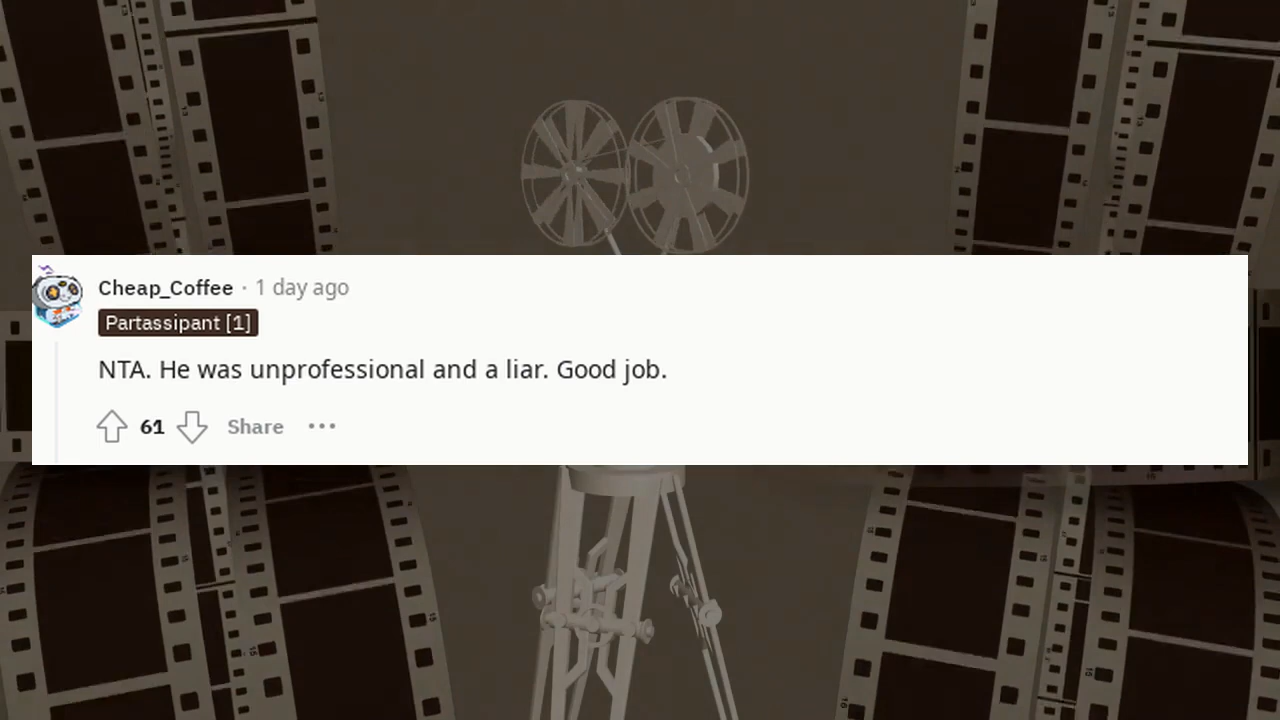 Cheap_Coffee · 1 day ago
Partassipant [1]
NTA. He was unprofessional and a liar. Good job.
61 Share